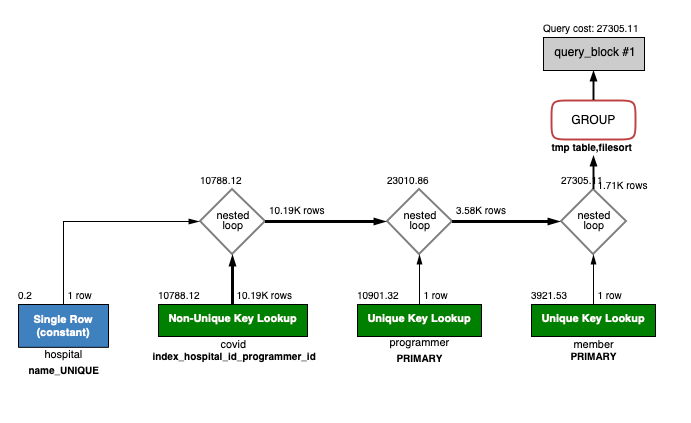 Query cost: 27305.11
query_block #1
GROUP
tmp table,filesort
10788.12
23010.86
27305.11
1.71K rows
nested
loop
10.19K rows
nested
loop
3.58K rows
nested
loop
0.2
1 row
10788.12
10.19K rows
10901.32
1 row
3921.53
1 row
Single Row
(constant)
Non-Unique Key Lookup
Unique Key Lookup
Unique Key Lookup
hospital
name_UNIQUE
covid
index_hospital_id_programmer_id
programmer
PRIMARY
member
PRIMARY